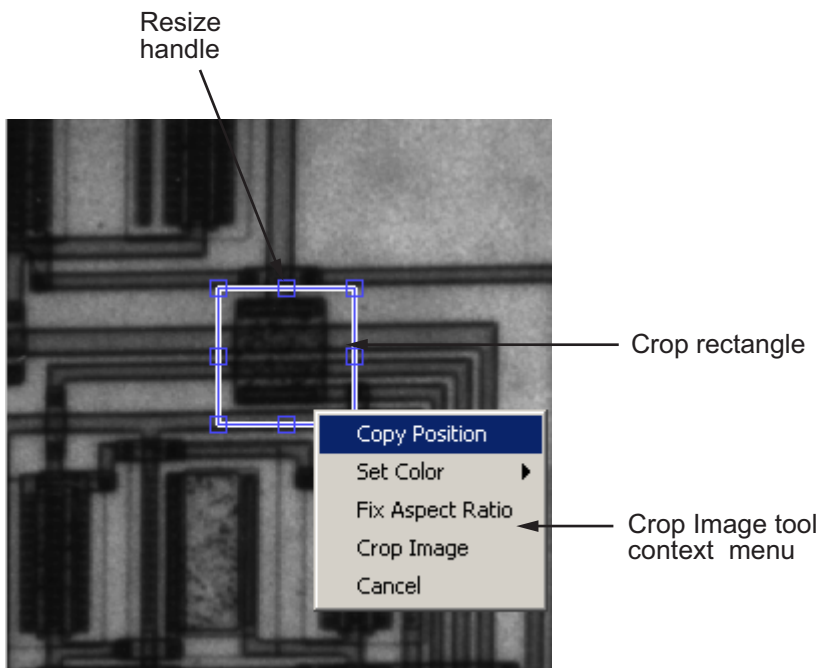 Resize
handle
Crop rectangle
Copy Position
Set Color
Fix Aspect Ratio
Crop Image
Cancel
Crop Image tool
context menu